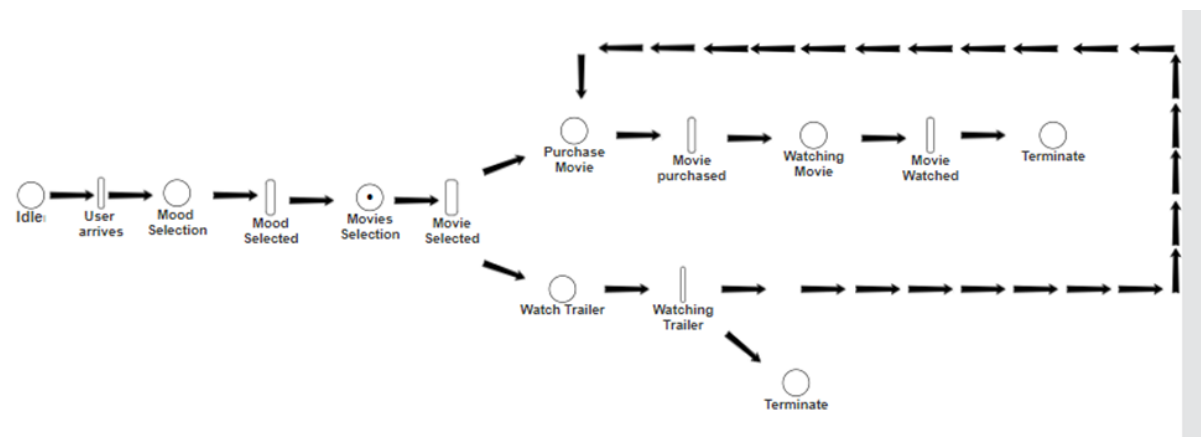 Idle
User
arrives
Mood
Selection
Mood
Selected
Movies
Selection
Movie
Selected
Purchase
Movie
Movie
purchased
Watching
Movie
Movie
Watched
Terminate
Watch Trailer
Watching
Trailer
Terminate